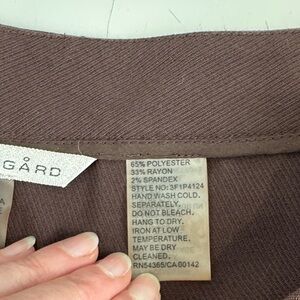 GÅRD
65% POLYESTER
33% RAYON
2% SPANDEX
STYLE NO: 3F1P4124
HAND WASH COLD.
SEPARATELY.
DO NOT BLEACH.
HANG TO DRY.
IRON AT LOW
TEMPERATURE.
MAY BE DRY
CLEANED.
RN54365/CA00142